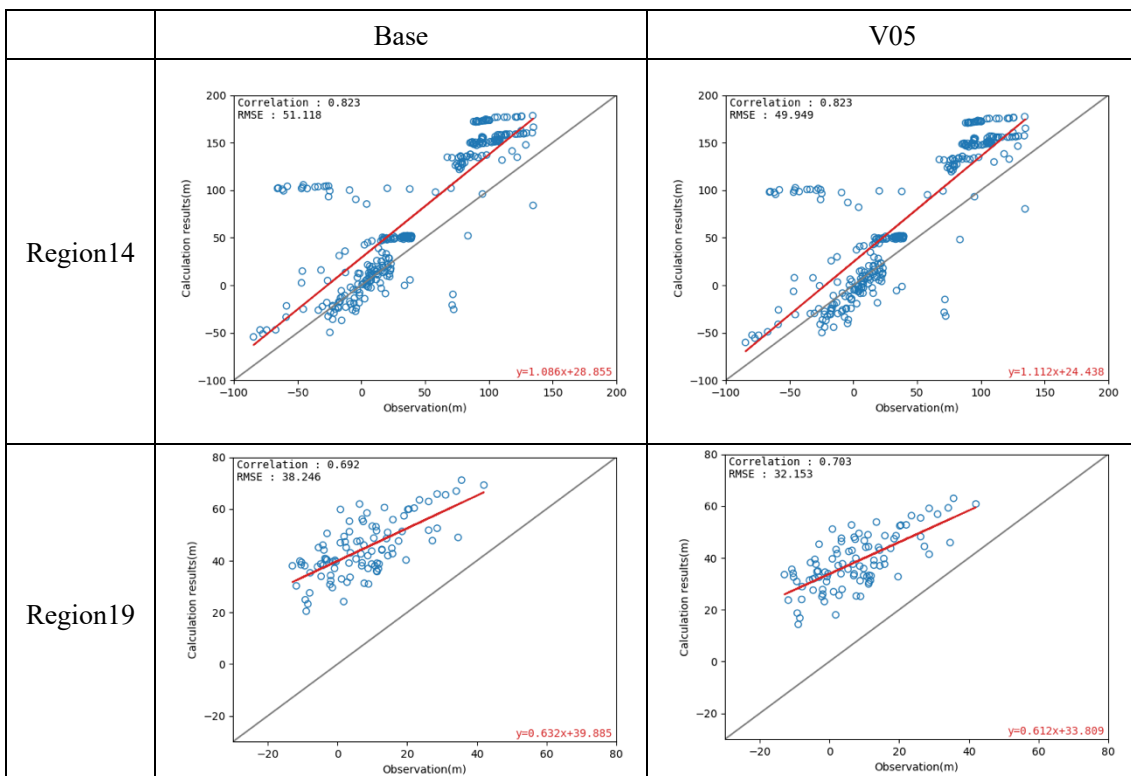 Base
V05
Region14
Correlation : 0.823
RMSE : 51.118
200
150
100
50
0
−50
−100
−100
−50
0
50
100
150
200
Calculation results(m)
Observation(m)
y=1.086x+28.855
Correlation : 0.823
RMSE : 49.949
200
150
100
50
0
−50
−100
−100
−50
0
50
100
150
200
Calculation results(m)
Observation(m)
y=1.112x+24.438
Region19
Correlation : 0.692
RMSE : 38.246
80
60
40
20
0
−20
−20
0
20
40
60
80
Calculation results(m)
Observation(m)
y=0.632x+39.885
Correlation : 0.703
RMSE : 32.153
80
60
40
20
0
−20
−20
0
20
40
60
80
Calculation results(m)
Observation(m)
y=0.612x+33.809